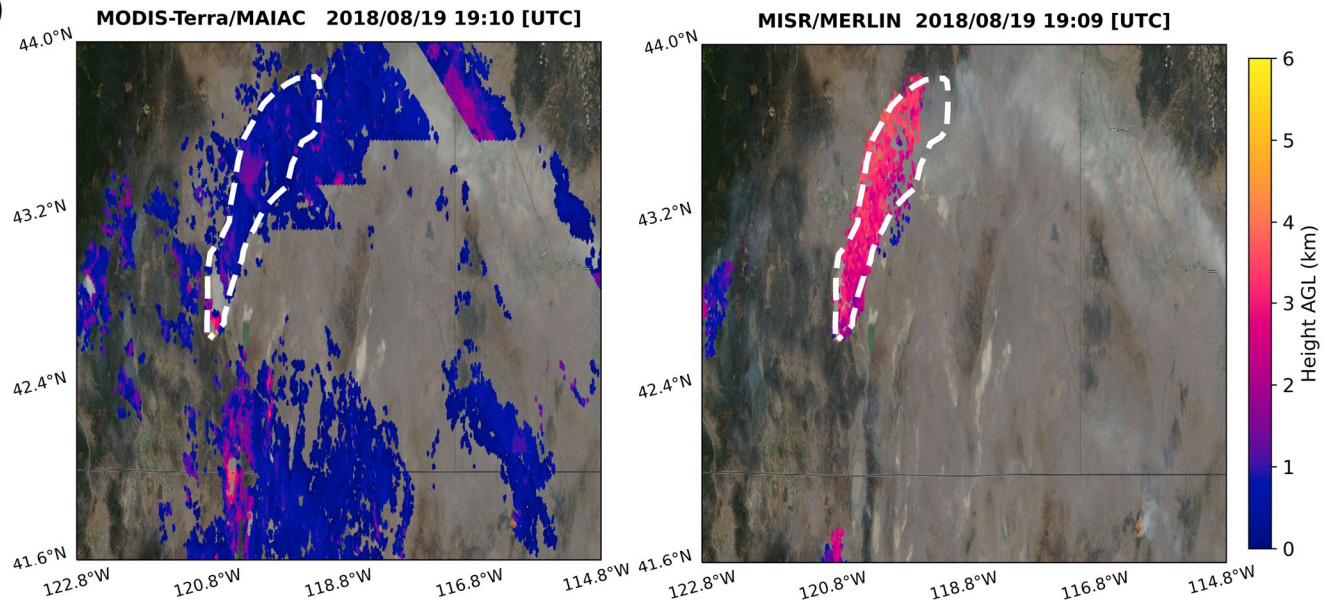 )
MODIS-Terra/MAIAC 2018/08/19 19:10 [UTC]
44.0°N
43.2°N
42.4°N
41.6°N
122.8°W 120.8°W 118.8°W 116.8°W 114.8°W
MISR/MERLIN 2018/08/19 19:09 [UTC]
44.0°N
43.2°N
42.4°N
41.6°N
122.8°W 120.8°W 118.8°W 116.8°W 114.8°W
6
5
4
3
2
1
0
Height AGL (km)